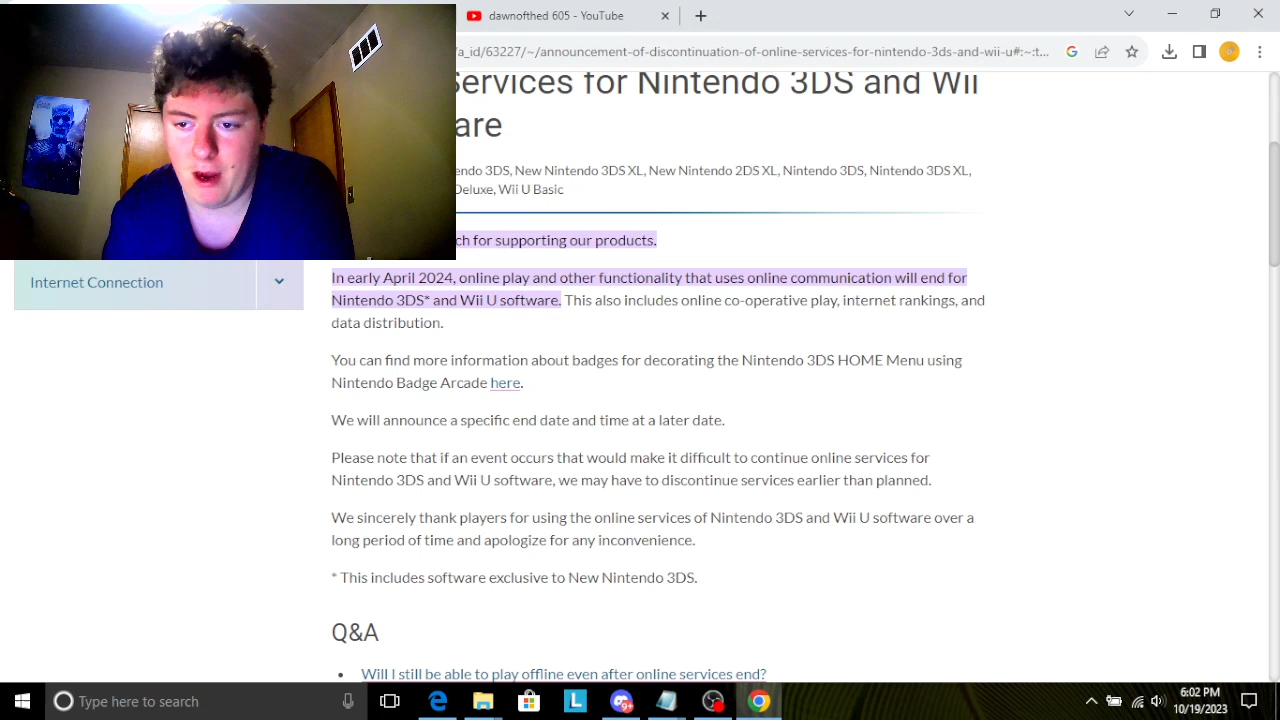 dawnofthed 605 - YouTube
/a_id/63227/~/announcement-of-discontinuation-of-online-services-for-nintendo-3ds-and-wii-u#:~:t...
Services for Nintendo 3DS and Wii
are
endo 3DS, New Nintendo 3DS XL, New Nintendo 2DS XL, Nintendo 3DS, Nintendo 3DS XL,
Deluxe, Wii U Basic
ch for supporting our products.
Internet Connection
In early April 2024, online play and other functionality that uses online communication will end for
Nintendo 3DS* and Wii U software. This also includes online co-operative play, internet rankings, and
data distribution.
You can find more information about badges for decorating the Nintendo 3DS HOME Menu using
Nintendo Badge Arcade here.
We will announce a specific end date and time at a later date.
Please note that if an event occurs that would make it difficult to continue online services for
Nintendo 3DS and Wii U software, we may have to discontinue services earlier than planned.
We sincerely thank players for using the online services of Nintendo 3DS and Wii U software over a
long period of time and apologize for any inconvenience.
* This includes software exclusive to New Nintendo 3DS.
Q&A
• Will I still be able to play offline even after online services end?
Type here to search
L
9+
6:02 PM
10/19/2023